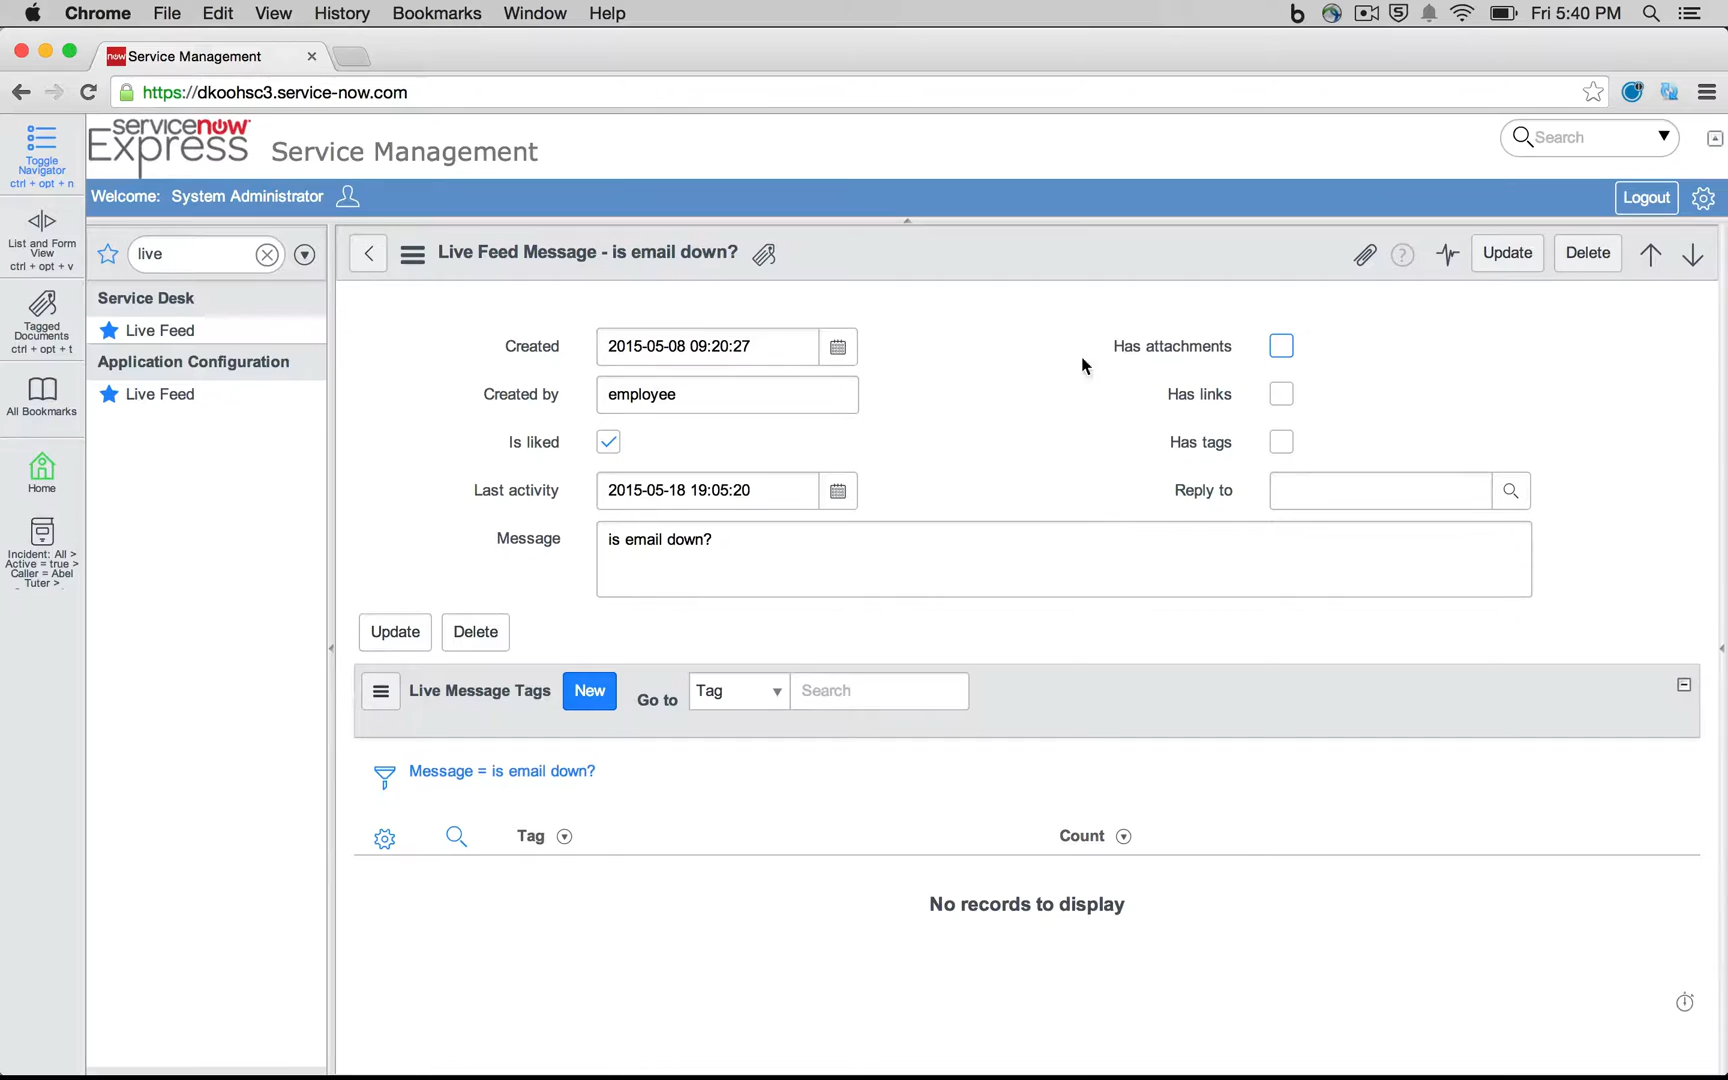 Chrome File Edit View History Bookmarks Window Help Fri 5:40 PM
now Service Management
https://dkoohsc3.service-now.com
Toggle
Navigator
ctrl + opt + n
servicenow
Express
Service Management
Search
Welcome: System Administrator
Logout
List and Form
View
ctrl + opt + v
live
Live Feed Message - is email down?
Update
Delete
Service Desk
Live Feed
Application Configuration
Live Feed
Tagged
Documents
ctrl + opt + t
All Bookmarks
Home
Incident: All >
Active = true >
Caller = Abel
Tuter >
Created 2015-05-08 09:20:27
Has attachments
Created by employee
Has links
Is liked
Has tags
Last activity 2015-05-18 19:05:20
Reply to
Message is email down?
Update Delete
Live Message Tags New Go to Tag Search
Message = is email down?
Tag Count
No records to display